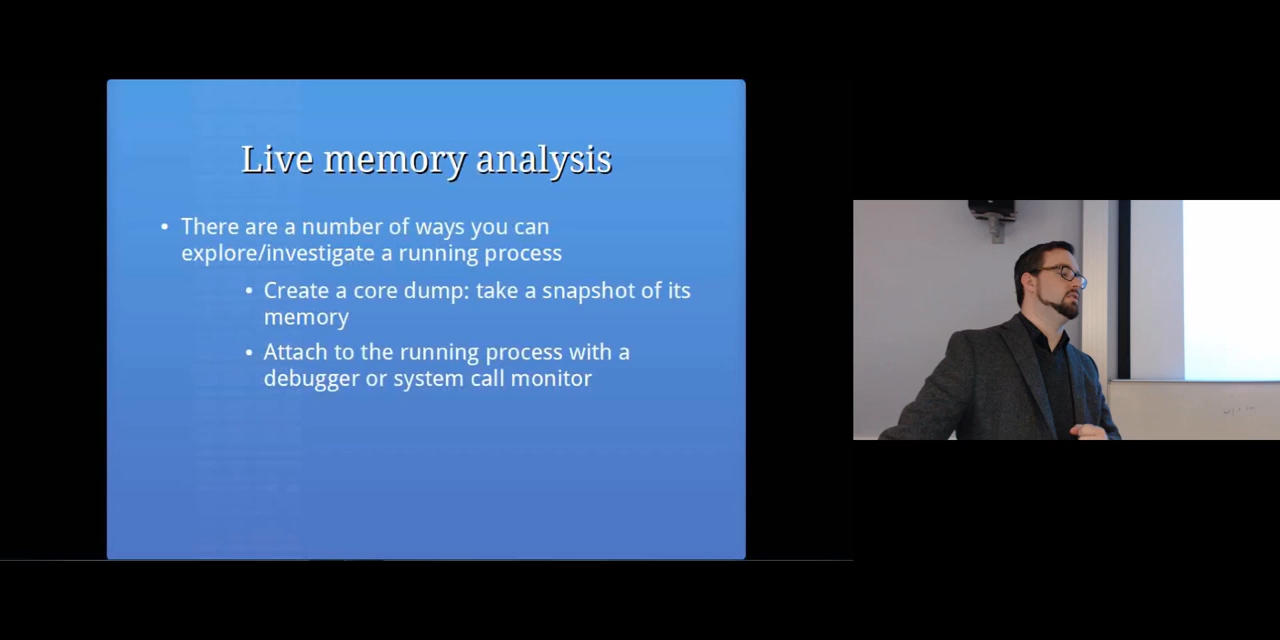 Live memory analysis
• There are a number of ways you can
explore/investigate a running process
• Create a core dump: take a snapshot of its
memory
• Attach to the running process with a
debugger or system call monitor